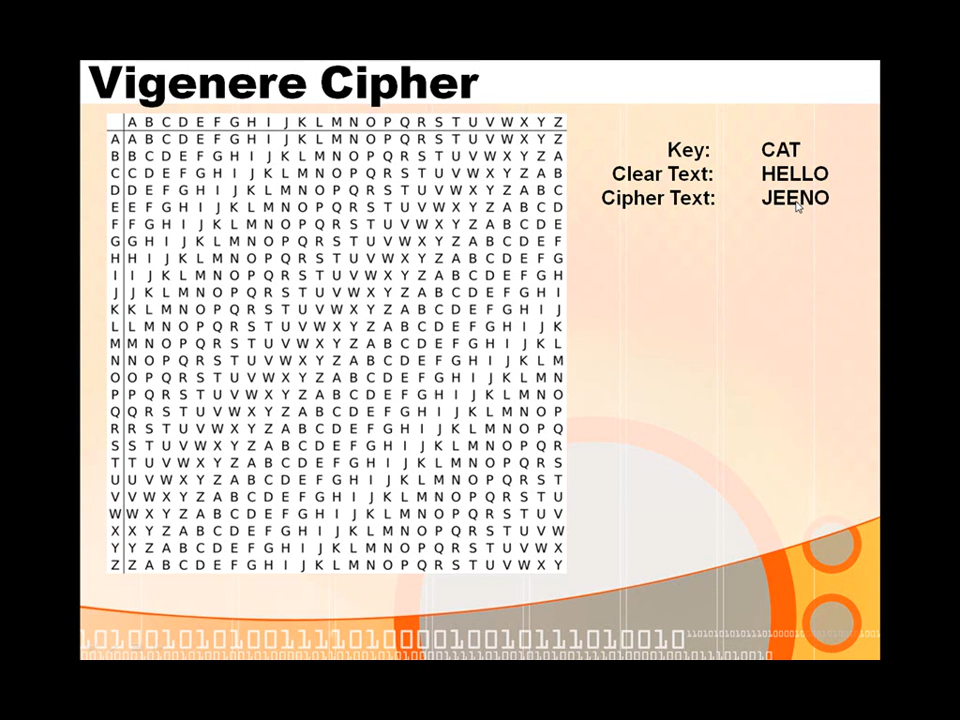 Vigenere Cipher
A B C D E F G H I J K L M N O P Q R S T U V W X Y Z
A A B C D E F G H I J K L M N O P Q R S T U V W X Y Z
B B C D E F G H I J K L M N O P Q R S T U V W X Y Z A
C C D E F G H I J K L M N O P Q R S T U V W X Y Z A B
D D E F G H I J K L M N O P Q R S T U V W X Y Z A B C
E E F G H I J K L M N O P Q R S T U V W X Y Z A B C D
F F G H I J K L M N O P Q R S T U V W X Y Z A B C D E
G G H I J K L M N O P Q R S T U V W X Y Z A B C D E F
H H I J K L M N O P Q R S T U V W X Y Z A B C D E F G
I I J K L M N O P Q R S T U V W X Y Z A B C D E F G H
J J K L M N O P Q R S T U V W X Y Z A B C D E F G H I
K K L M N O P Q R S T U V W X Y Z A B C D E F G H I J
L L M N O P Q R S T U V W X Y Z A B C D E F G H I J K
M M N O P Q R S T U V W X Y Z A B C D E F G H I J K L
N N O P Q R S T U V W X Y Z A B C D E F G H I J K L M
O O P Q R S T U V W X Y Z A B C D E F G H I J K L M N
P P Q R S T U V W X Y Z A B C D E F G H I J K L M N O
Q Q R S T U V W X Y Z A B C D E F G H I J K L M N O P
R R S T U V W X Y Z A B C D E F G H I J K L M N O P Q
S S T U V W X Y Z A B C D E F G H I J K L M N O P Q R
T T U V W X Y Z A B C D E F G H I J K L M N O P Q R S
U U V W X Y Z A B C D E F G H I J K L M N O P Q R S T
V V W X Y Z A B C D E F G H I J K L M N O P Q R S T U
W W X Y Z A B C D E F G H I J K L M N O P Q R S T U V
X X Y Z A B C D E F G H I J K L M N O P Q R S T U V W
Y Y Z A B C D E F G H I J K L M N O P Q R S T U V W X
Z Z A B C D E F G H I J K L M N O P Q R S T U V W X Y
Key: CAT
Clear Text: HELLO
Cipher Text: JEENO